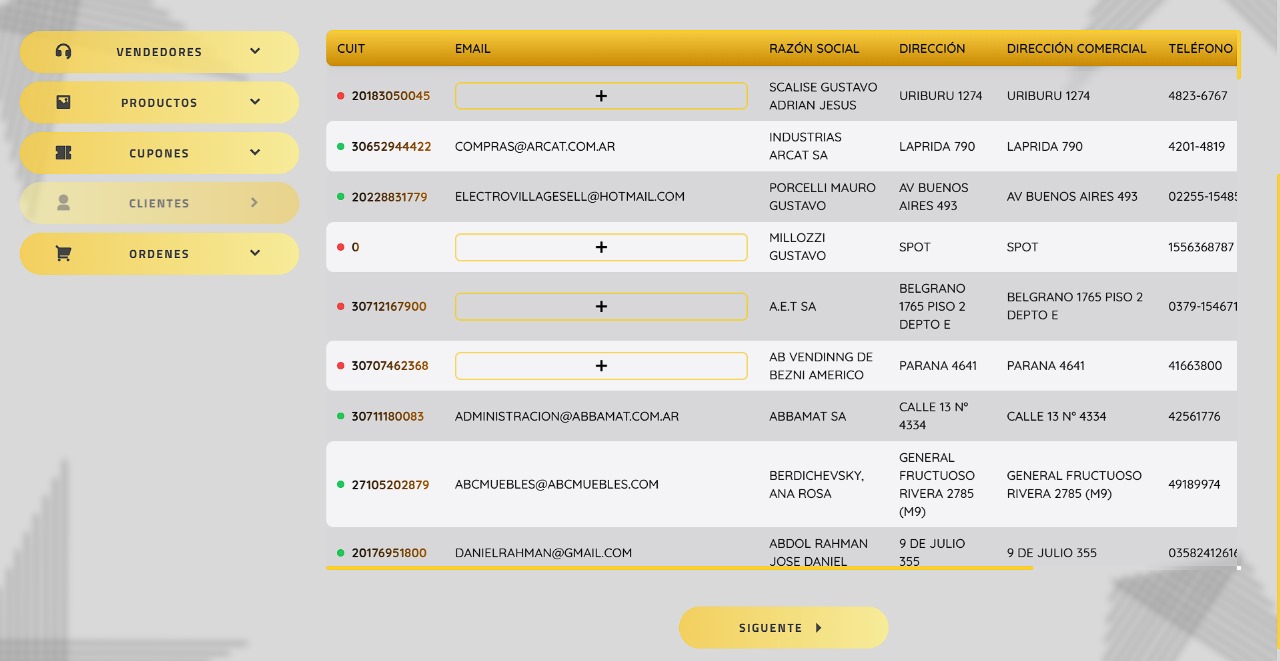 VENDEDORES
PRODUCTOS
CUPONES
CLIENTES
ORDENES
CUIT EMAIL RAZÓN SOCIAL DIRECCIÓN DIRECCIÓN COMERCIAL TELÉFONO
20183050045 + SCALISE GUSTAVO URIBURU 1274 URIBURU 1274 4823-6767
ADRIAN JESUS
30652944422 COMPRAS@ARCAT.COM.AR INDUSTRIAS LAPRIDA 790 LAPRIDA 790 4201-4819
ARCAT SA
20228831779 ELECTROVILLAGESELL@HOTMAIL.COM PORCELLI MAURO AV BUENOS AV BUENOS AIRES 493 02255-15485
GUSTAVO AIRES 493
0 + MILLOZZI SPOT SPOT 1556368787
GUSTAVO
BELGRANO
30712167900 + A.E.T SA 1765 PISO 2 BELGRANO 1765 PISO 2 0379-154671
DEPTO E DEPTO E
30707462368 + AB VENDINNG DE PARANA 4641 PARANA 4641 41663800
BEZNI AMERICO
30711180083 ADMINISTRACION@ABBAMAT.COM.AR ABBAMAT SA CALLE 13 Nº CALLE 13 Nº 4334 42561776
4334
GENERAL
27105202879 ABCMUEBLES@ABCMUEBLES.COM BERDICHEVSKY, FRUCTUOSO GENERAL FRUCTUOSO 49189974
ANA ROSA RIVERA 2785 RIVERA 2785 (M9)
(M9)
20176951800 DANIELRAHMAN@GMAIL.COM ABDOL RAHMAN 9 DE JULIO 9 DE JULIO 355 03582412616
JOSE DANIEL 355
SIGUENTE